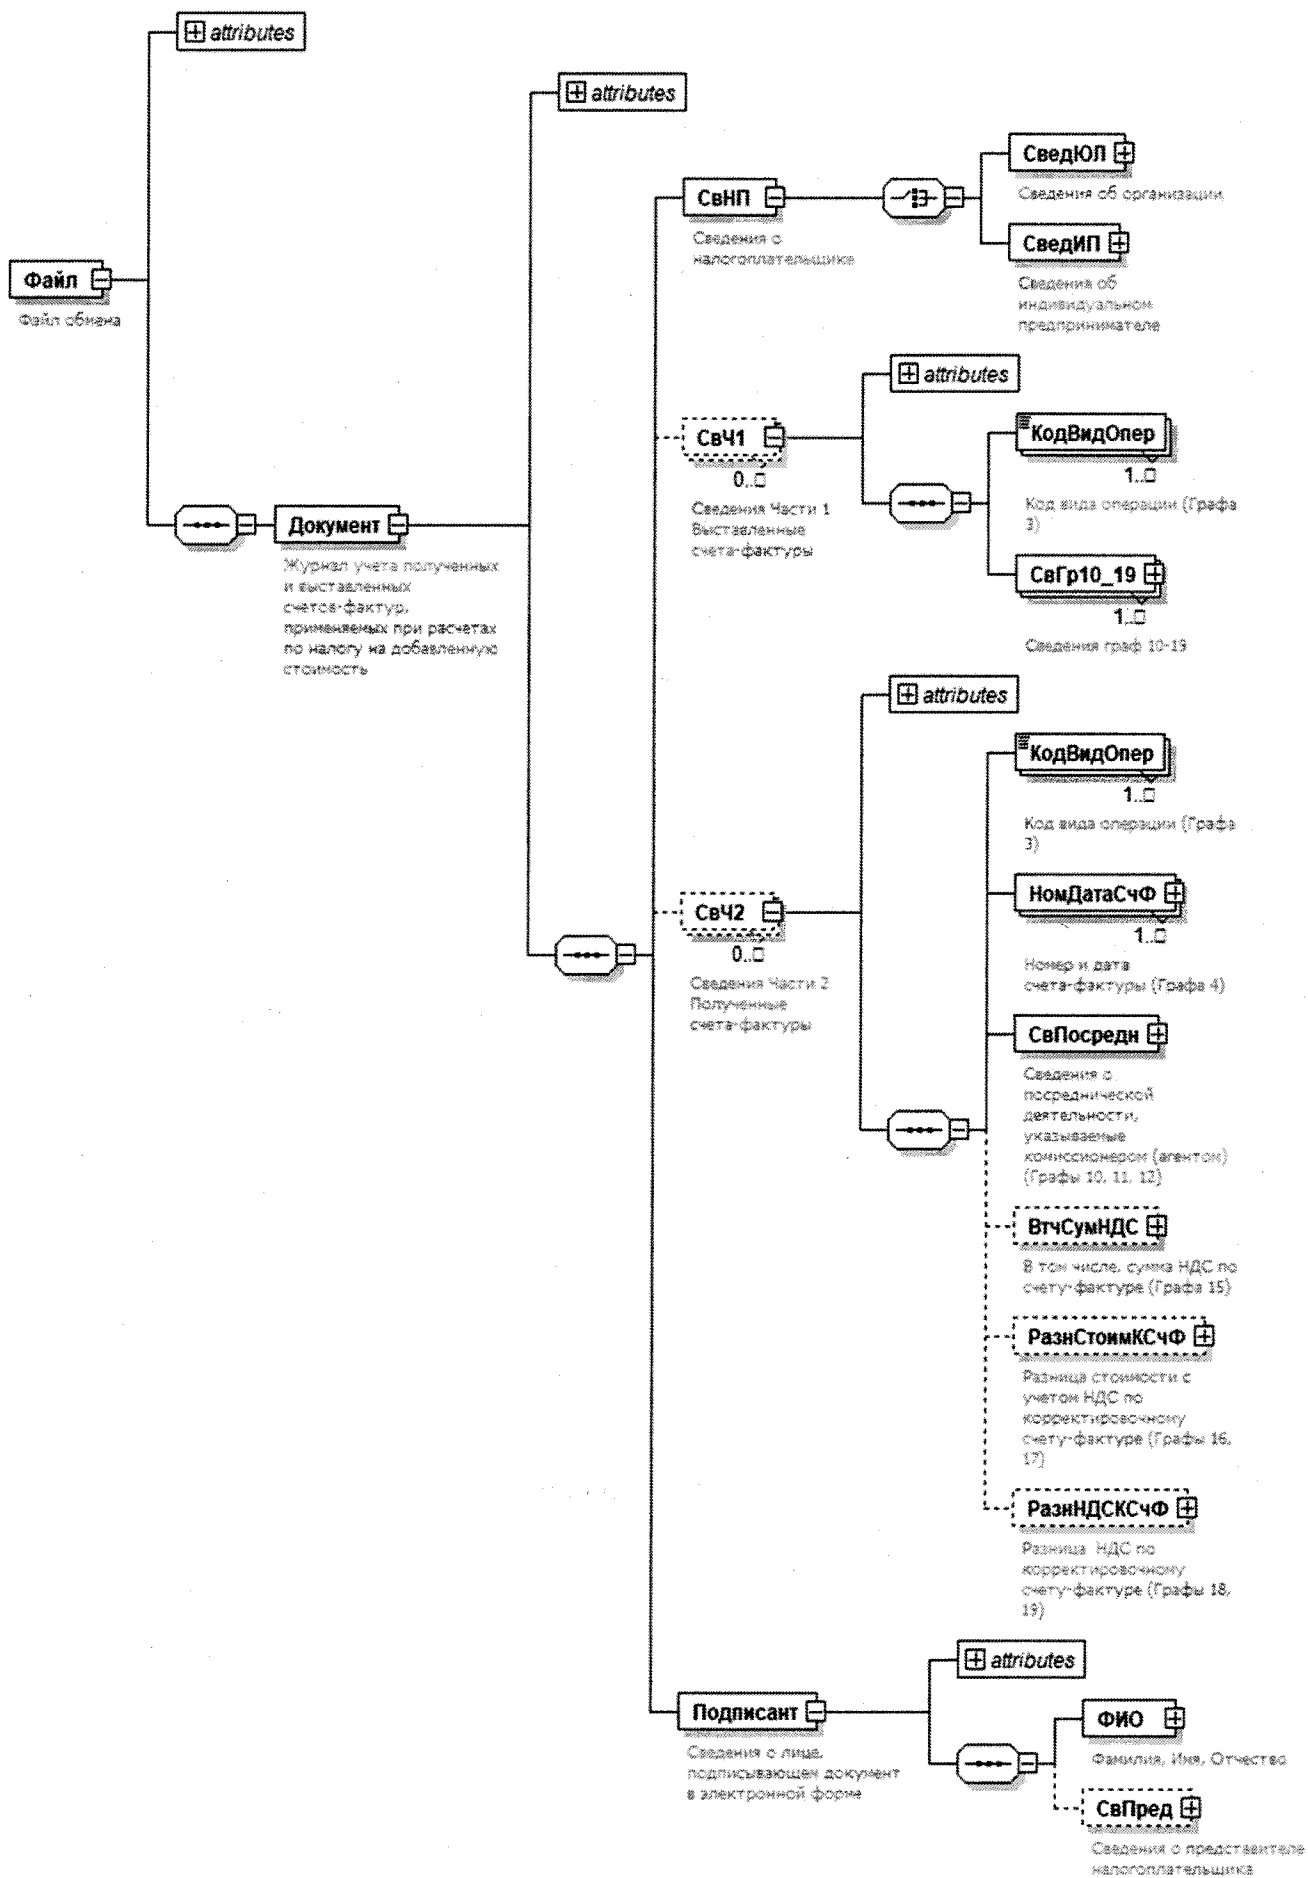 attributes
attributes
СведЮЛ
Сведения об организации
СвНП
Сведения о
налогоплательщике
СведИП
Сведения об
индивидуальном
предпринимателе
Файл
Файл обмена
attributes
СвЧ1
0..
Сведения Части 1
Выставленные
счета-фактуры
КодВидОпер
1..
Код вида операции (Графа
3)
СвГр10_19
1..
Сведения граф 10-19
Документ
Журнал учета полученных
и выставленных
счетов-фактур,
применяемых при расчетах
по налогу на добавленную
стоимость
attributes
КодВидОпер
1..
Код вида операции (Графа
3)
СвЧ2
0..
Сведения Части 2
Полученные
счета-фактуры
НомДатаСчФ
1..
Номер и дата
счета-фактуры (Графа 4)
СвПосредн
Сведения о
посреднической
деятельности,
указываемые
комиссионером (агентом)
(Графы 10, 11, 12)
ВтчСумНДС
В том числе, сумма НДС по
счету-фактуре (Графа 15)
РазнСтоимКСчФ
Разница стоимости с
учетом НДС по
корректировочному
счету-фактуре (Графы 16,
17)
РазнНДСКСчФ
Разница НДС по
корректировочному
счету-фактуре (Графы 18,
19)
attributes
Подписант
Сведения о лице,
подписывающем документ
в электронной форме
ФИО
Фамилия, Имя, Отчество
СвПред
Сведения о представителе
налогоплательщика